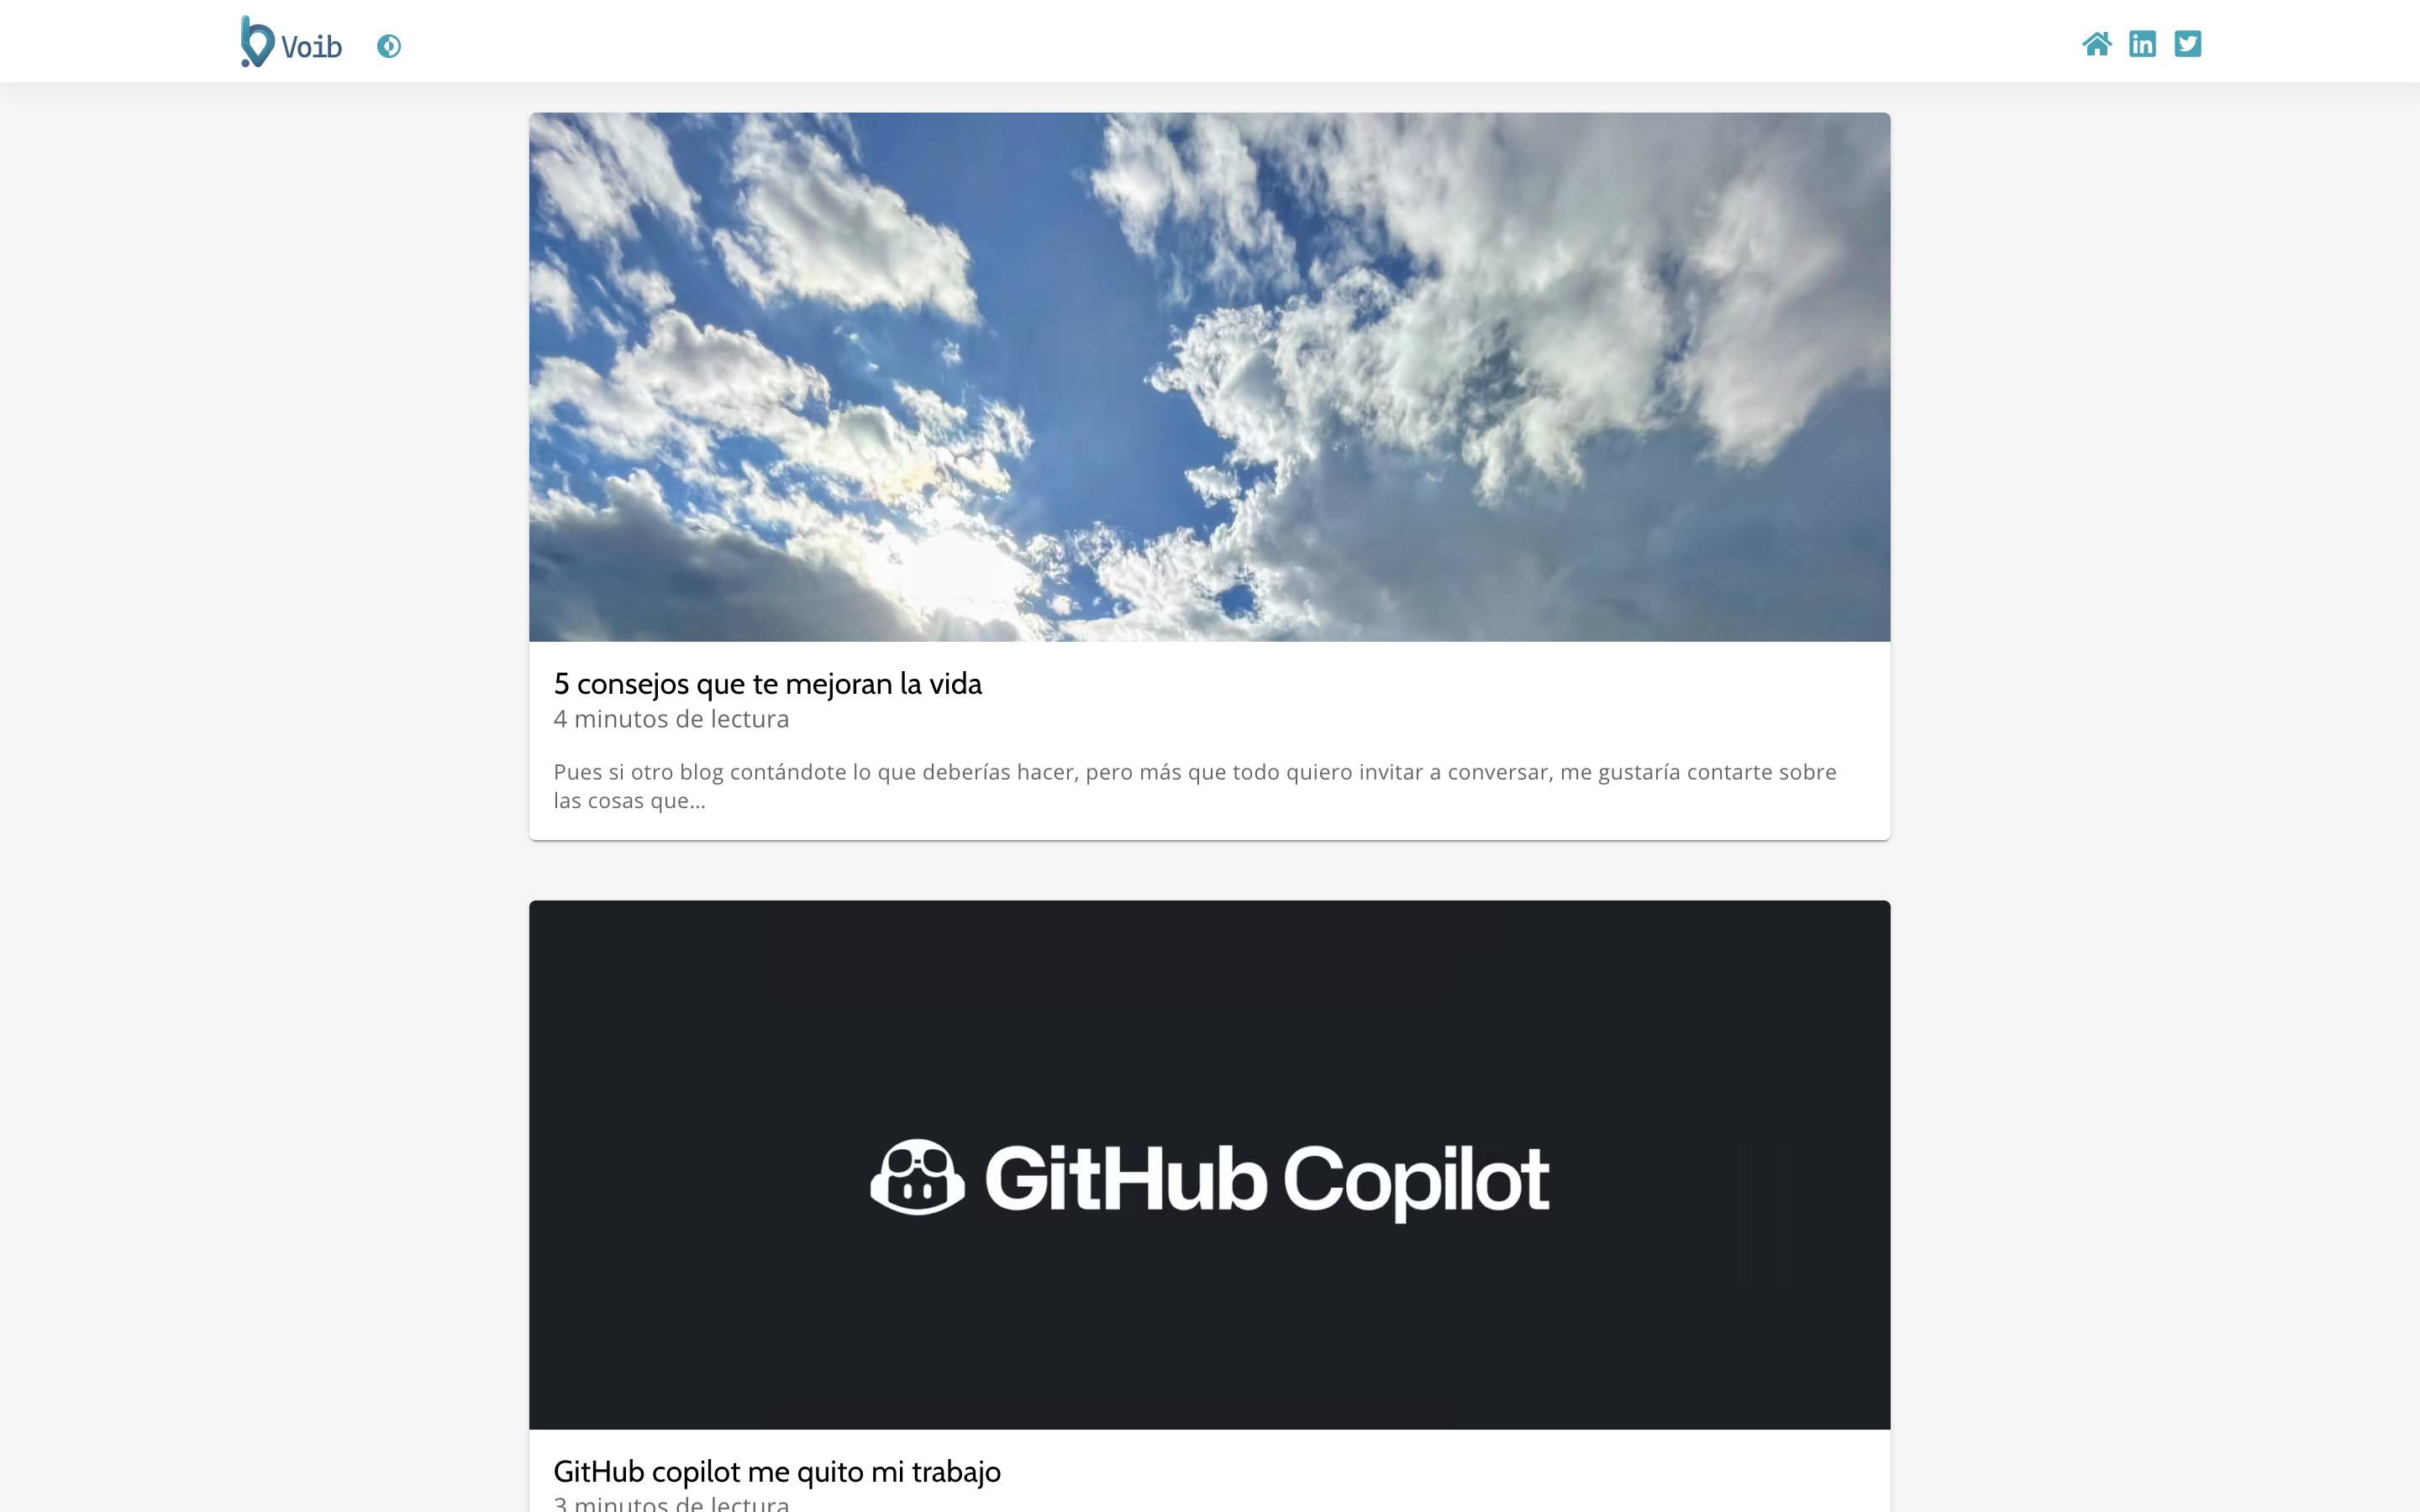 Voib
5 consejos que te mejoran la vida
4 minutos de lectura
Pues si otro blog contándote lo que deberías hacer, pero más que todo quiero invitar a conversar, me gustaría contarte sobre
las cosas que...
GitHub Copilot
GitHub copilot me quito mi trabajo
3 minutos de lectura